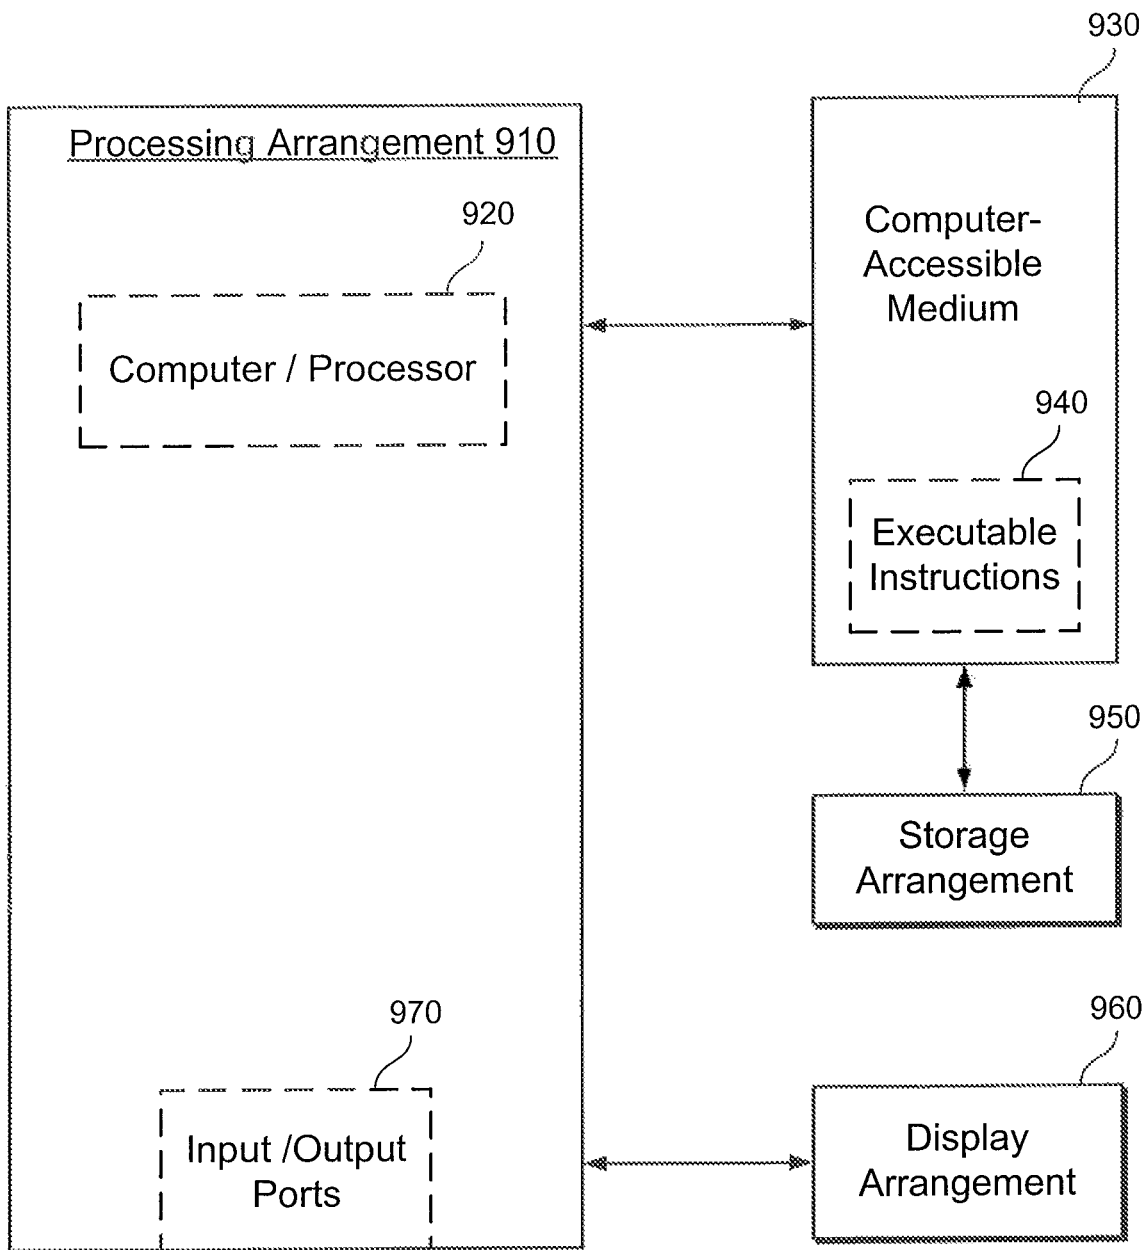 930
Processing Arrangement 910
920
Computer-
Accessible
Medium
Computer / Processor
940
Executable
Instructions
950
Storage
Arrangement
970
960
Input /Output
Ports
Display
Arrangement